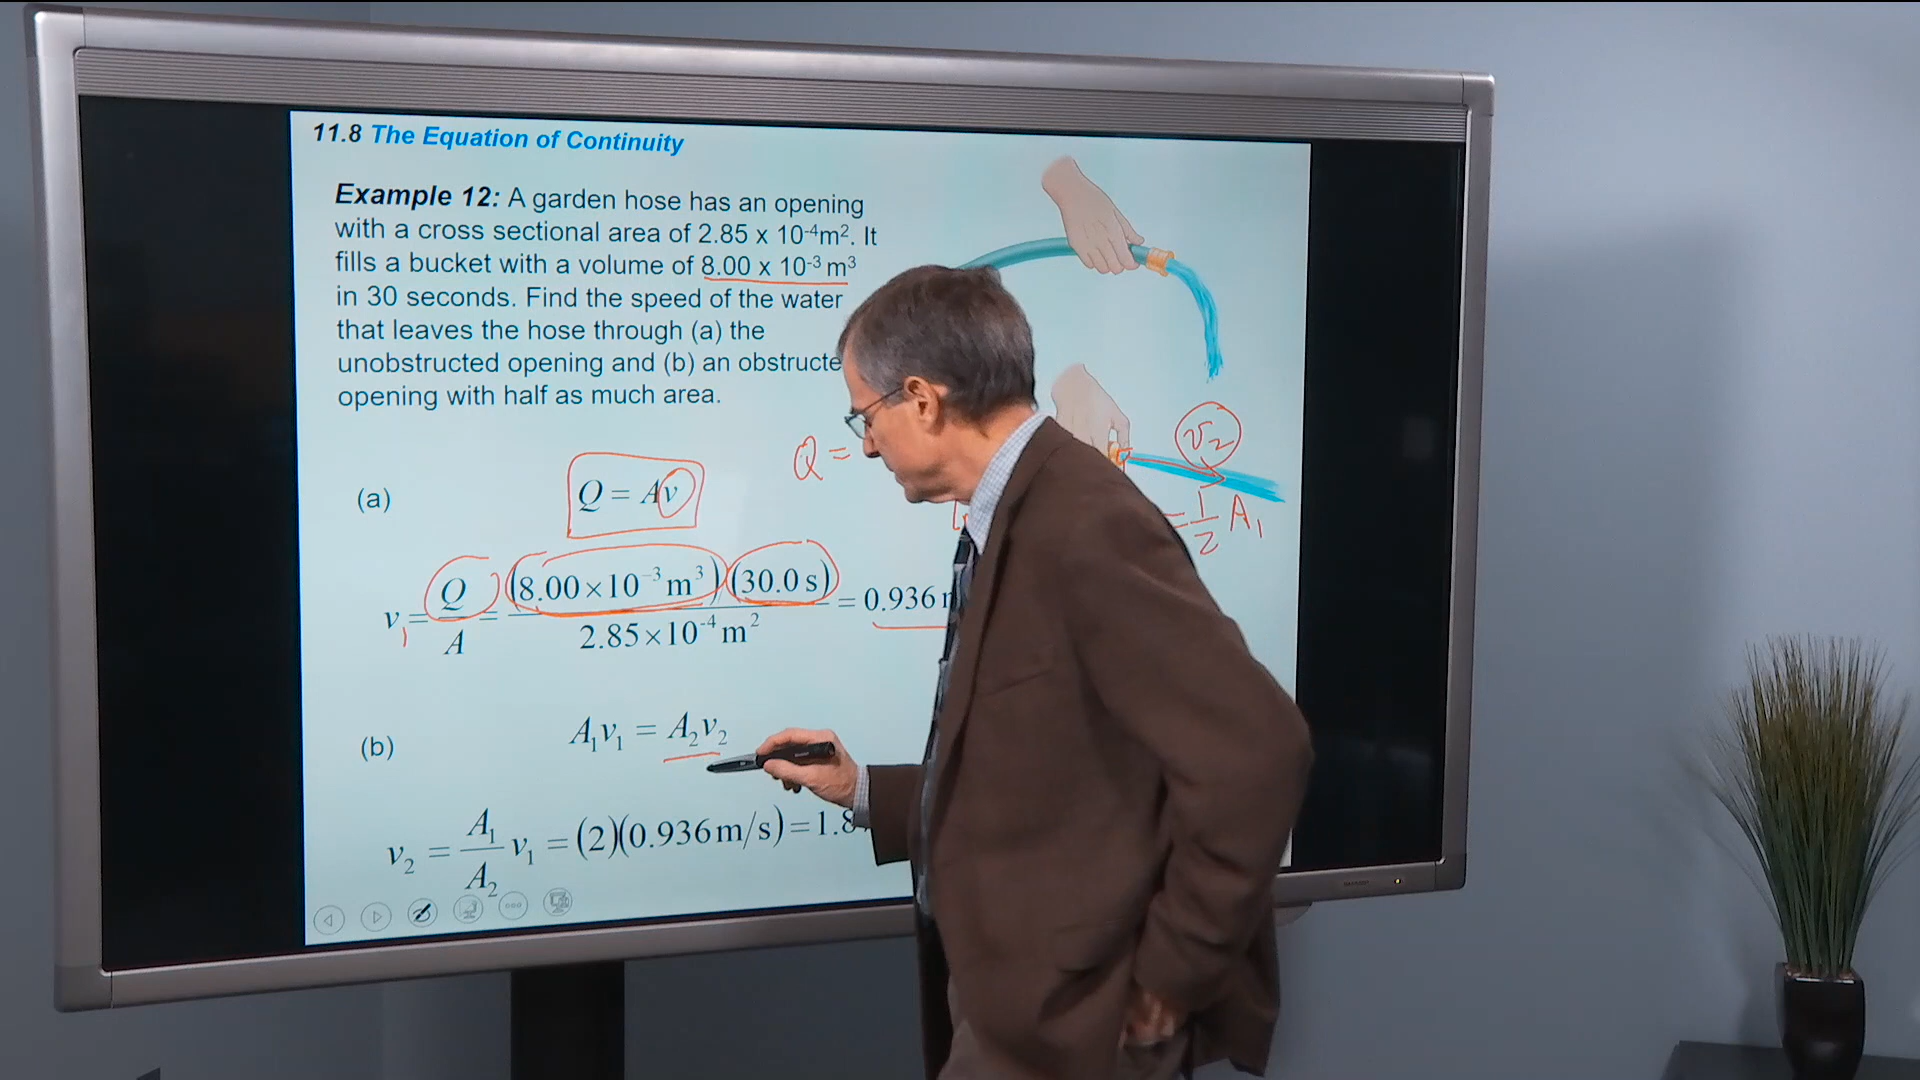 11.8 The Equation of Continuity
Example 12: A garden hose has an opening
with a cross sectional area of 2.85 x 10⁻⁴m². It
fills a bucket with a volume of 8.00 x 10⁻³ m³
in 30 seconds. Find the speed of the water
that leaves the hose through (a) the
unobstructed opening and (b) an obstructe
opening with half as much area.
v₂
Q =
(a) Q = Av
= 1/2 A₁
v₁ = Q/A = (8.00×10⁻³ m³)(30.0 s) / 2.85×10⁻⁴ m² = 0.936
(b) A₁v₁ = A₂v₂
v₂ = A₁/A₂ v₁ = (2)(0.936 m/s) = 1.8